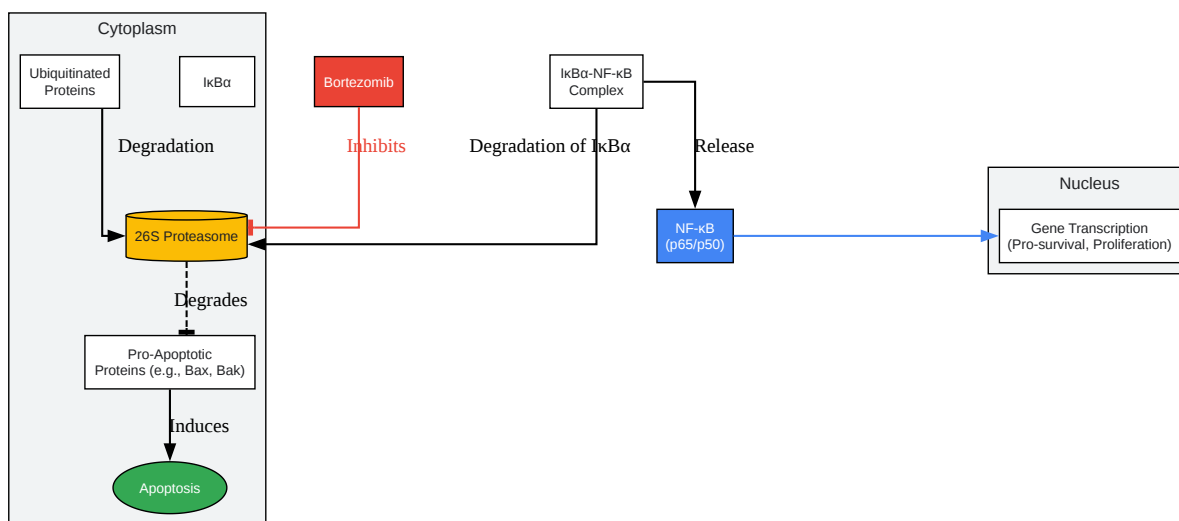 Cytoplasm
Ubiquitinated
Proteins
IκBα
Bortezomib
IκBα-NF-κB
Complex
Degradation
Inhibits
Degradation of IκBα
Release
Nucleus
26S Proteasome
NF-κB
(p65/p50)
Gene Transcription
(Pro-survival, Proliferation)
Degrades
Pro-Apoptotic
Proteins (e.g., Bax, Bak)
Induces
Apoptosis